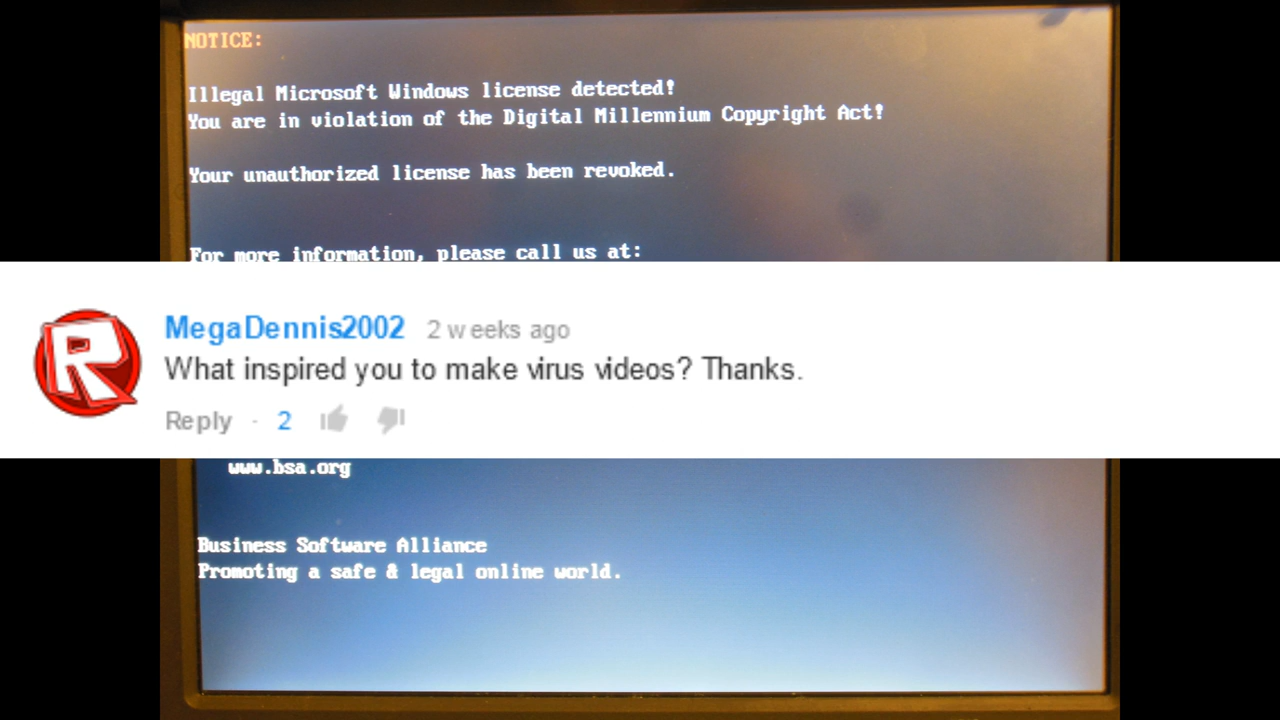 NOTICE:
Illegal Microsoft Windows license detected!
You are in violation of the Digital Millennium Copyright Act!
Your unauthorized license has been revoked.
For more information, please call us at:
R
MegaDennis2002 2 weeks ago
What inspired you to make virus videos? Thanks.
Reply · 2
www.bsa.org
Business Software Alliance
Promoting a safe & legal online world.